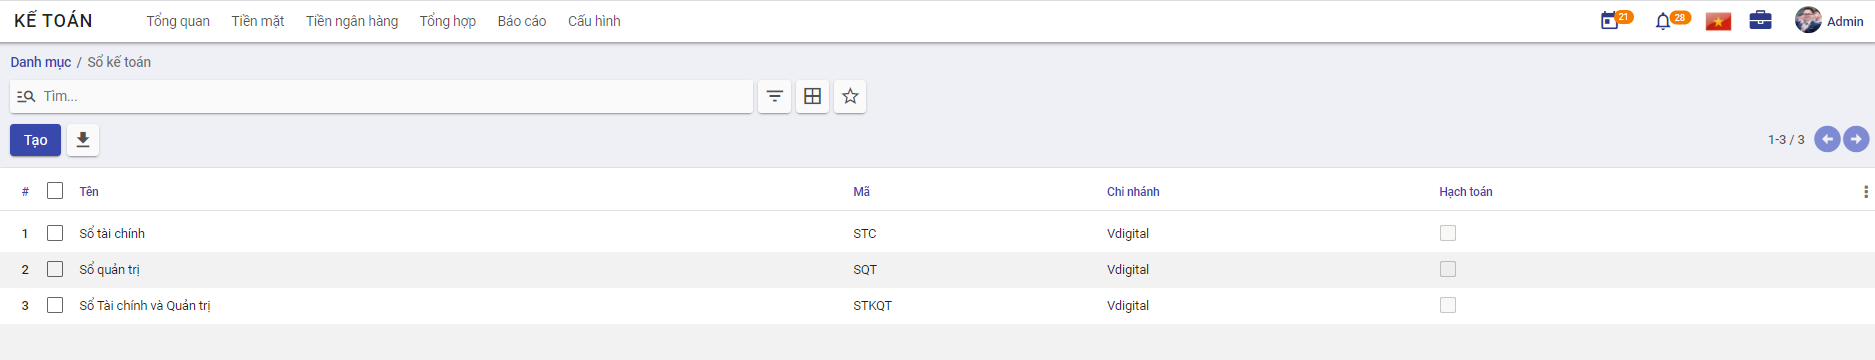 KẾ TOÁN Tổng quan Tiền mặt Tiền ngân hàng Tổng hợp Báo cáo Cấu hình 21 28 Admin
Danh mục / Sổ kế toán
Tìm...
Tạo 1-3 / 3
# Tên Mã Chi nhánh Hạch toán
1 Sổ tài chính STC Vdigital
2 Sổ quản trị SQT Vdigital
3 Sổ Tài chính và Quản trị STKQT Vdigital